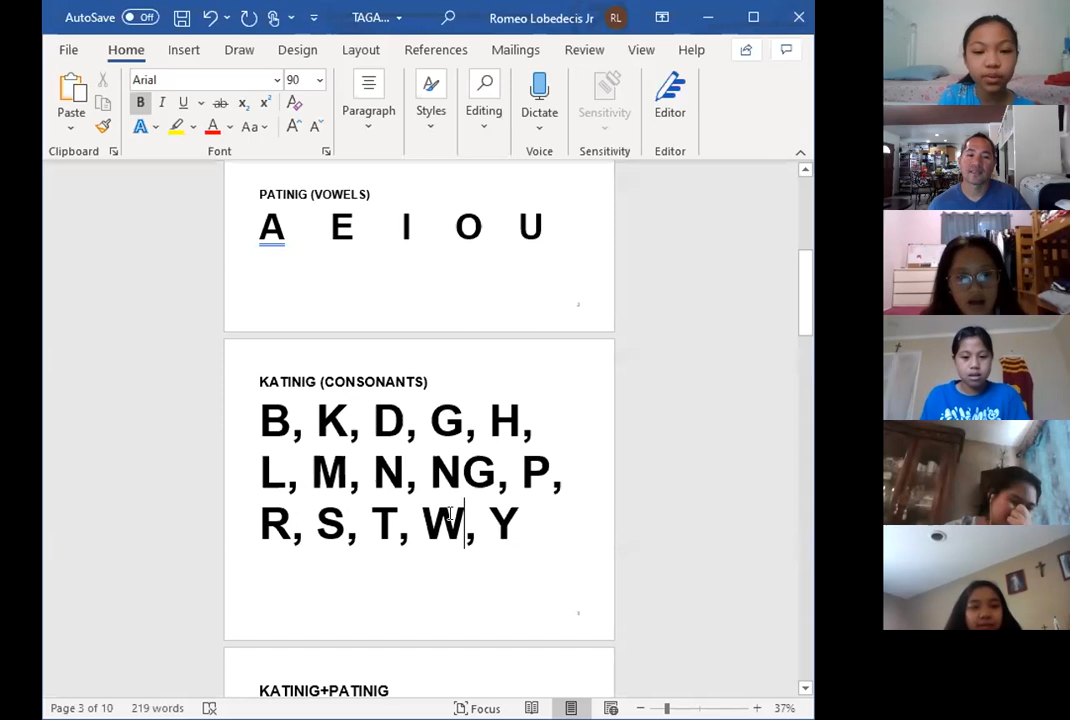 AutoSave Off TAGA... Romeo Lobedecis Jr RL
File Home Insert Draw Design Layout References Mailings Review View Help
Arial 90
Paste Paragraph Styles Editing Dictate Sensitivity Editor
Clipboard Font Voice Sensitivity Editor
PATINIG (VOWELS)
A E I O U
2
KATINIG (CONSONANTS)
B, K, D, G, H,
L, M, N, NG, P,
R, S, T, W, Y
3
KATINIG+PATINIG
Page 3 of 10 219 words Focus 37%